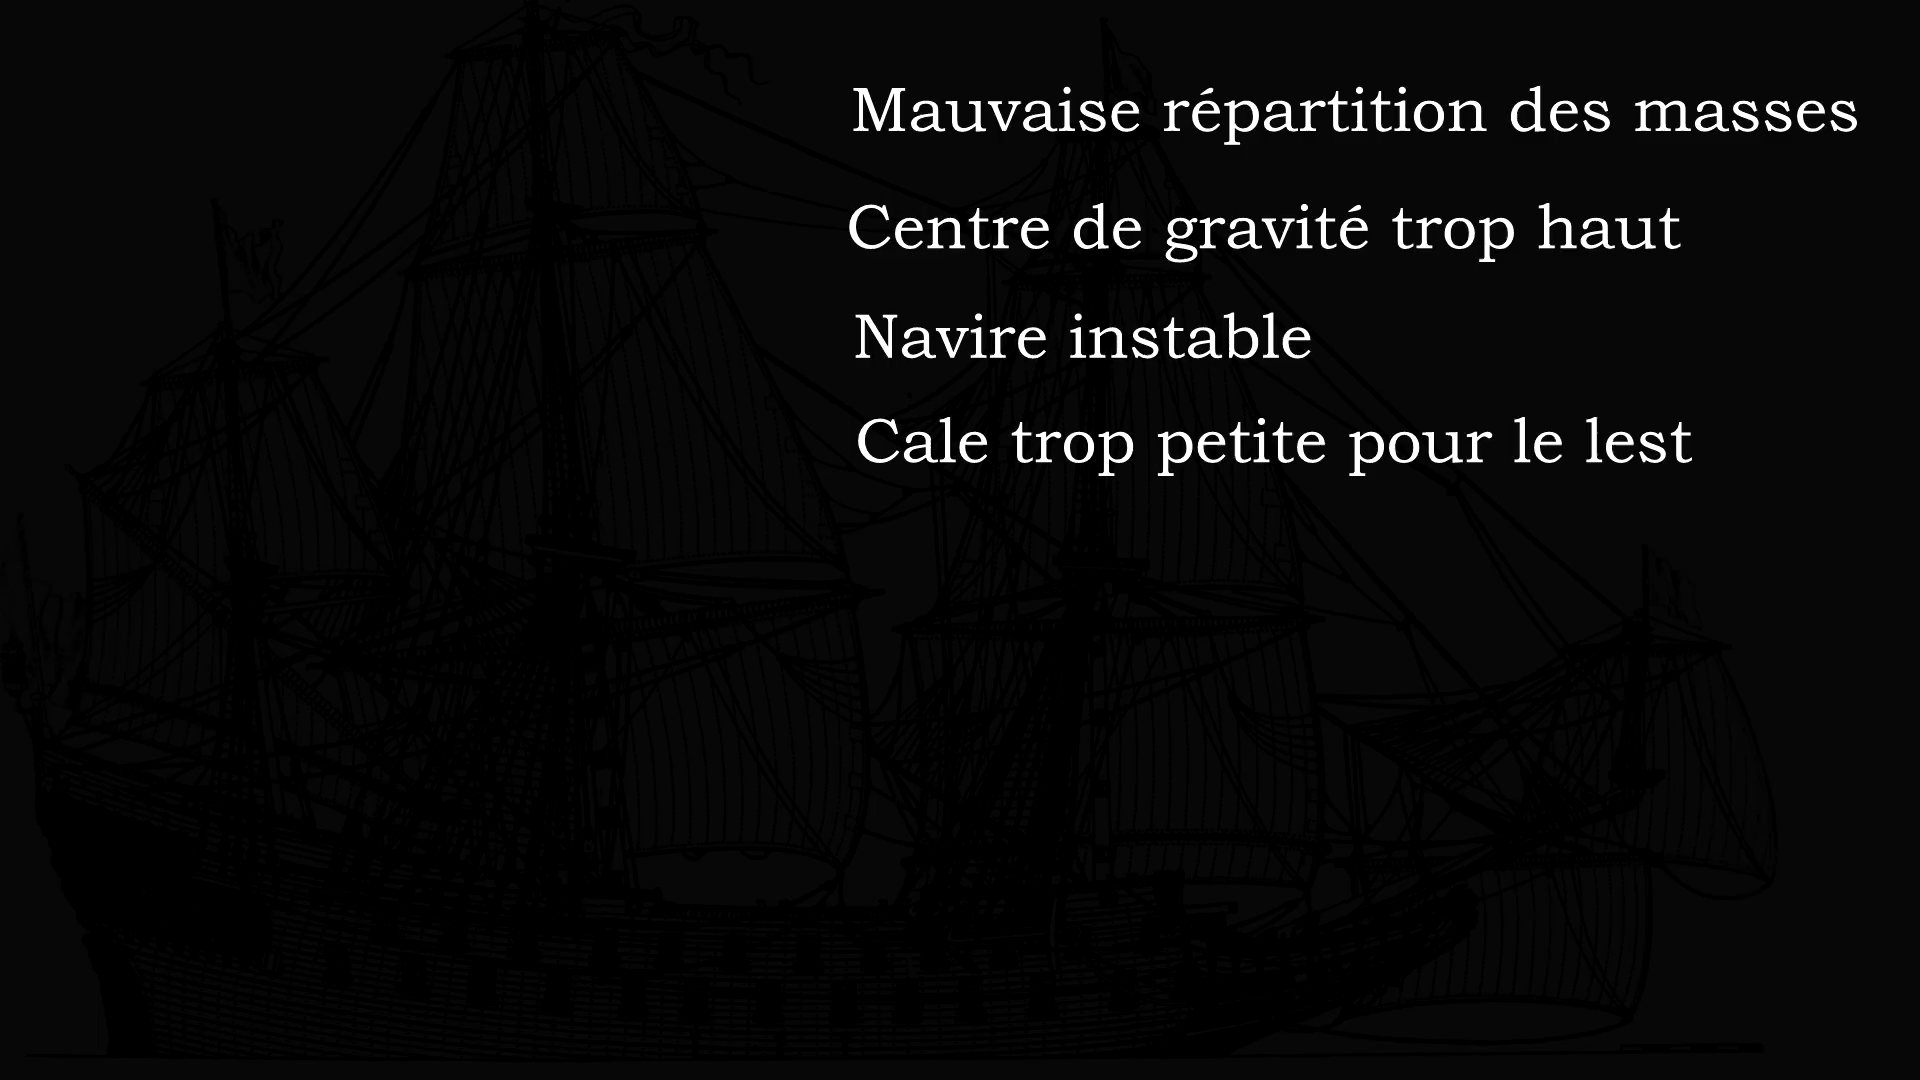 Mauvaise répartition des masses
Centre de gravité trop haut
Navire instable
Cale trop petite pour le lest